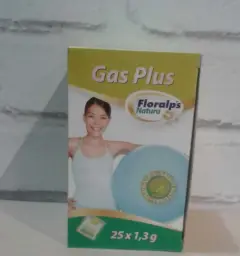 Gas Plus
Floralp's
Natura
25 x 1,3 g